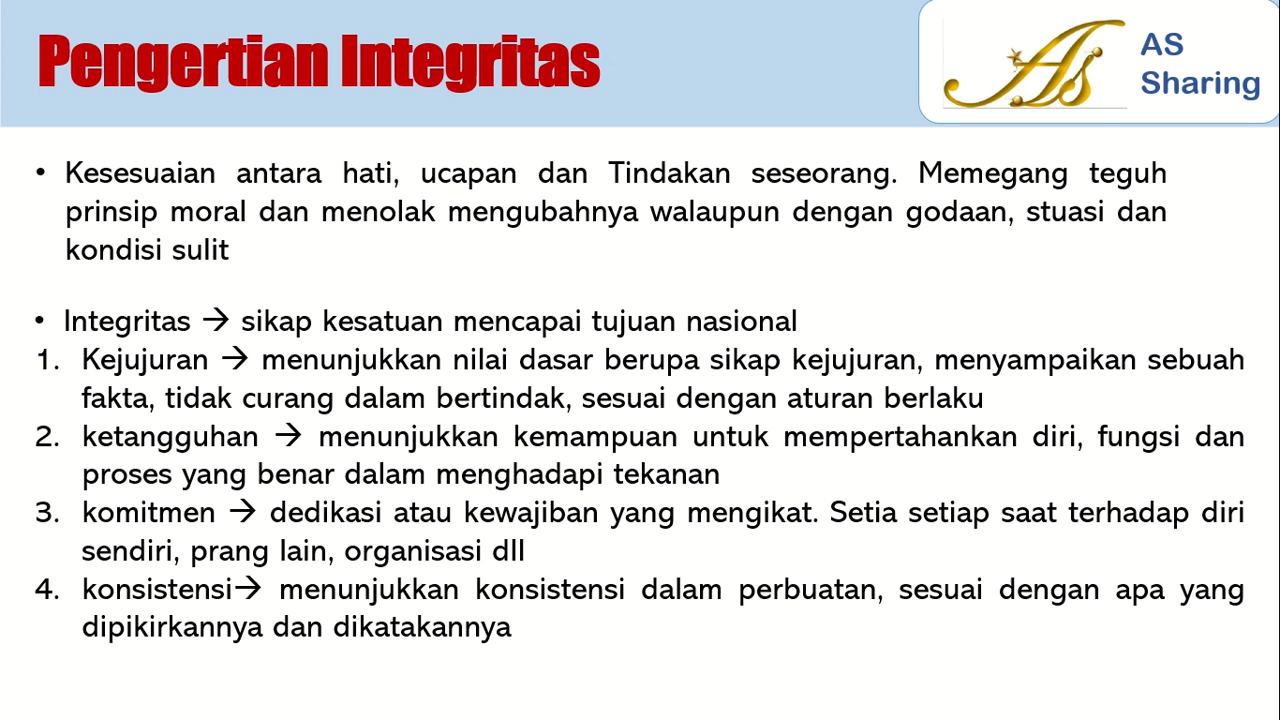 Pengertian Integritas
As
AS
Sharing
• Kesesuaian antara hati, ucapan dan Tindakan seseorang. Memegang teguh
prinsip moral dan menolak mengubahnya walaupun dengan godaan, stuasi dan
kondisi sulit
• Integritas → sikap kesatuan mencapai tujuan nasional
1. Kejujuran → menunjukkan nilai dasar berupa sikap kejujuran, menyampaikan sebuah
fakta, tidak curang dalam bertindak, sesuai dengan aturan berlaku
2. ketangguhan → menunjukkan kemampuan untuk mempertahankan diri, fungsi dan
proses yang benar dalam menghadapi tekanan
3. komitmen → dedikasi atau kewajiban yang mengikat. Setia setiap saat terhadap diri
sendiri, prang lain, organisasi dll
4. konsistensi→ menunjukkan konsistensi dalam perbuatan, sesuai dengan apa yang
dipikirkannya dan dikatakannya